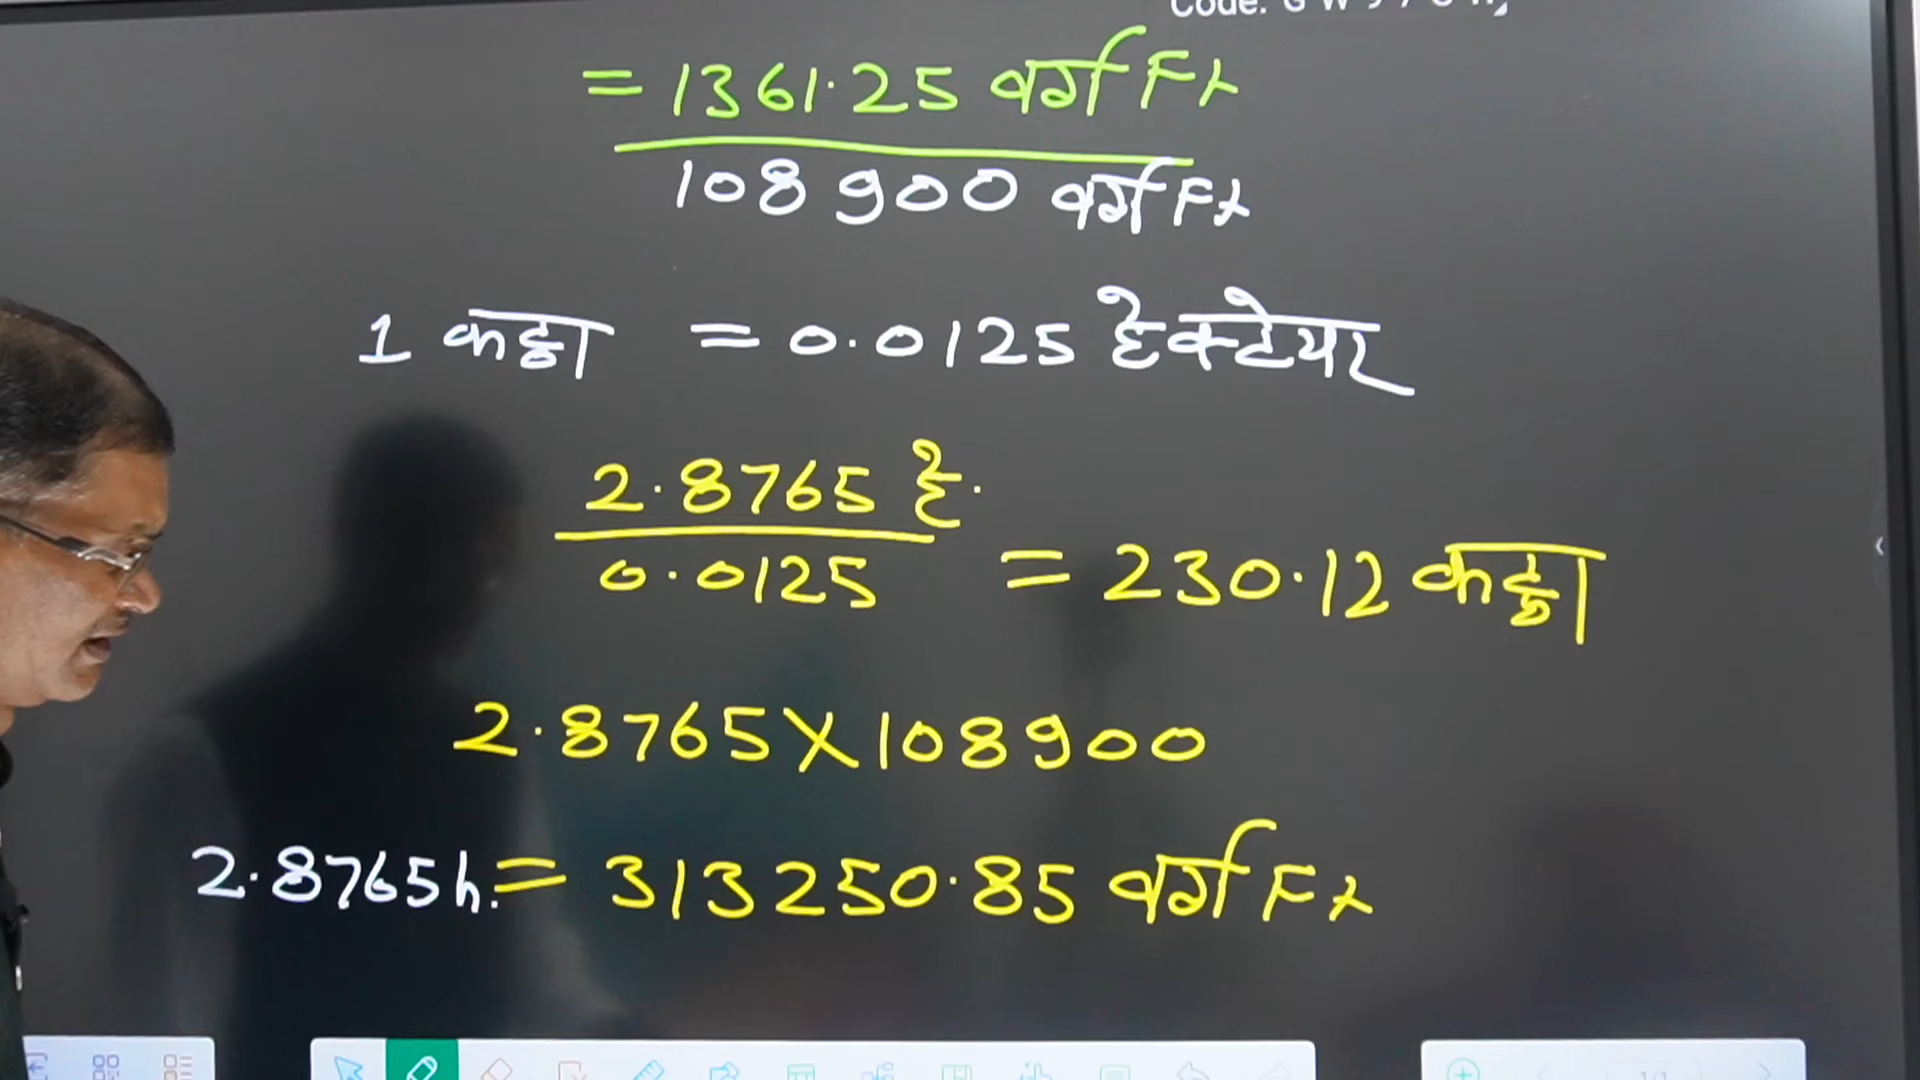 Code:
= 1361.25 वर्ग Ft
108900 वर्ग Ft
1 कट्ठा = 0.0125 हेक्टेयर
2.8765 हे.
0.0125
= 230.12 कट्ठा
2.8765 X 108900
2.8765h. = 313250.85 वर्ग Ft